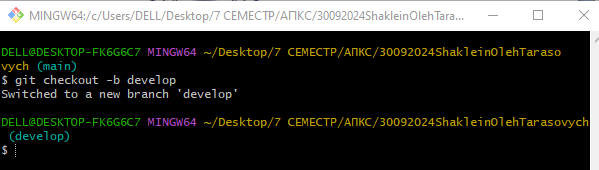 MINGW64:/c/Users/DELL/Desktop/7 СЕМЕСТР/АПКС/30092024ShakleinOlehTaraso...
DELL@DESKTOP-FK6G6C7 MINGW64 ~/Desktop/7 СЕМЕСТР/АПКС/30092024ShakleinOlehTaraso
vych (main)
$ git checkout -b develop
Switched to a new branch 'develop'
DELL@DESKTOP-FK6G6C7 MINGW64 ~/Desktop/7 СЕМЕСТР/АПКС/30092024ShakleinOlehTarasovych
(develop)
$